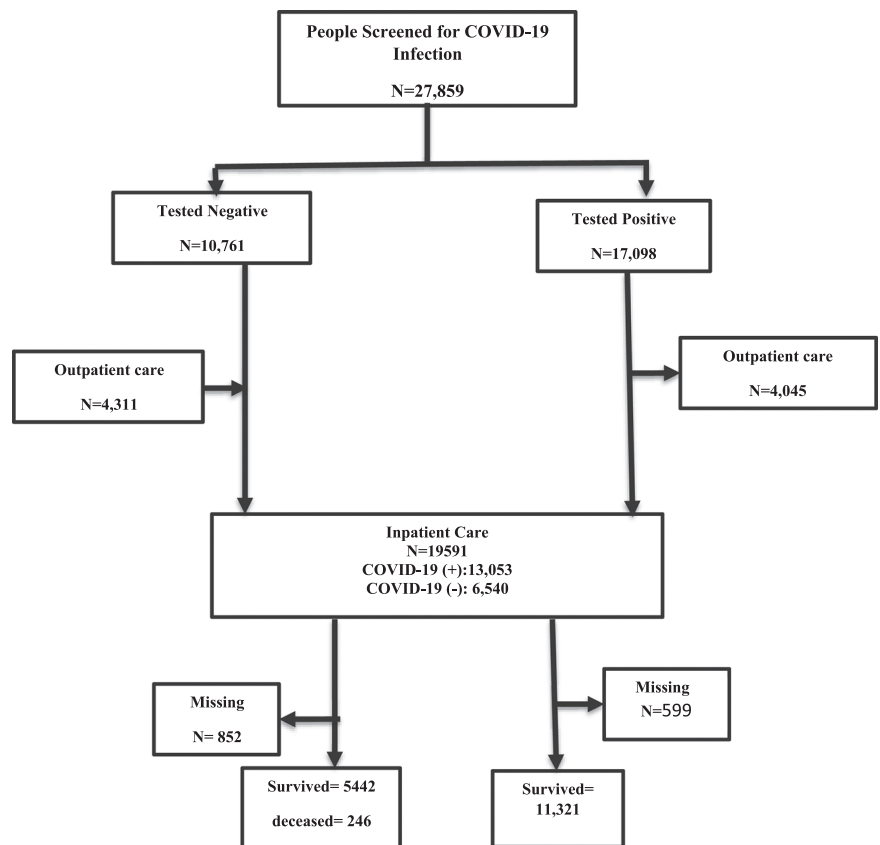 People Screened for COVID-19
Infection
N=27,859
Tested Negative
N=10,761
Tested Positive
N=17,098
Outpatient care
N=4,311
Outpatient care
N=4,045
Inpatient Care
N=19591
COVID-19 (+):13,053
COVID-19 (-): 6,540
Missing
N= 852
Missing
N=599
Survived= 5442
deceased= 246
Survived=
11,321